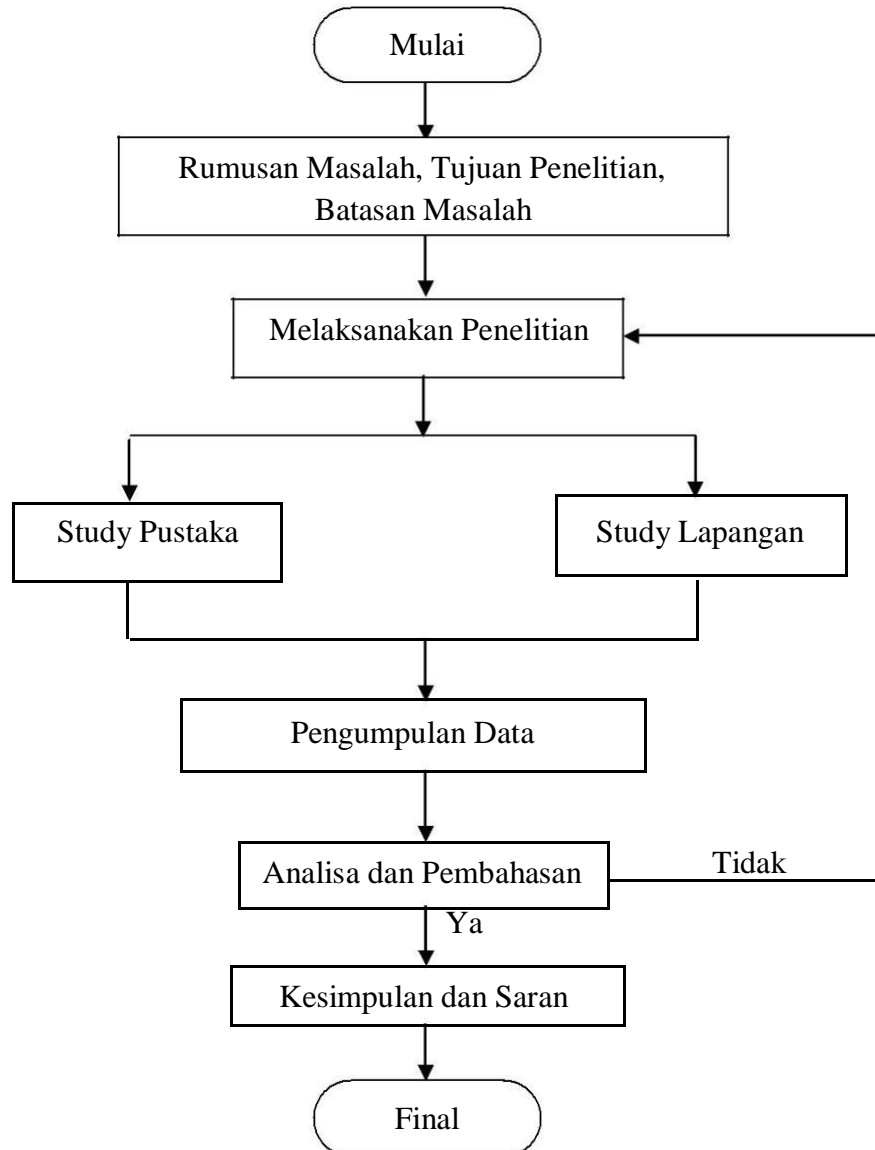 Mulai
Rumusan Masalah, Tujuan Penelitian,
Batasan Masalah
Melaksanakan Penelitian
Study Pustaka
Study Lapangan
Pengumpulan Data
Analisa dan Pembahasan
Tidak
Ya
Kesimpulan dan Saran
Final